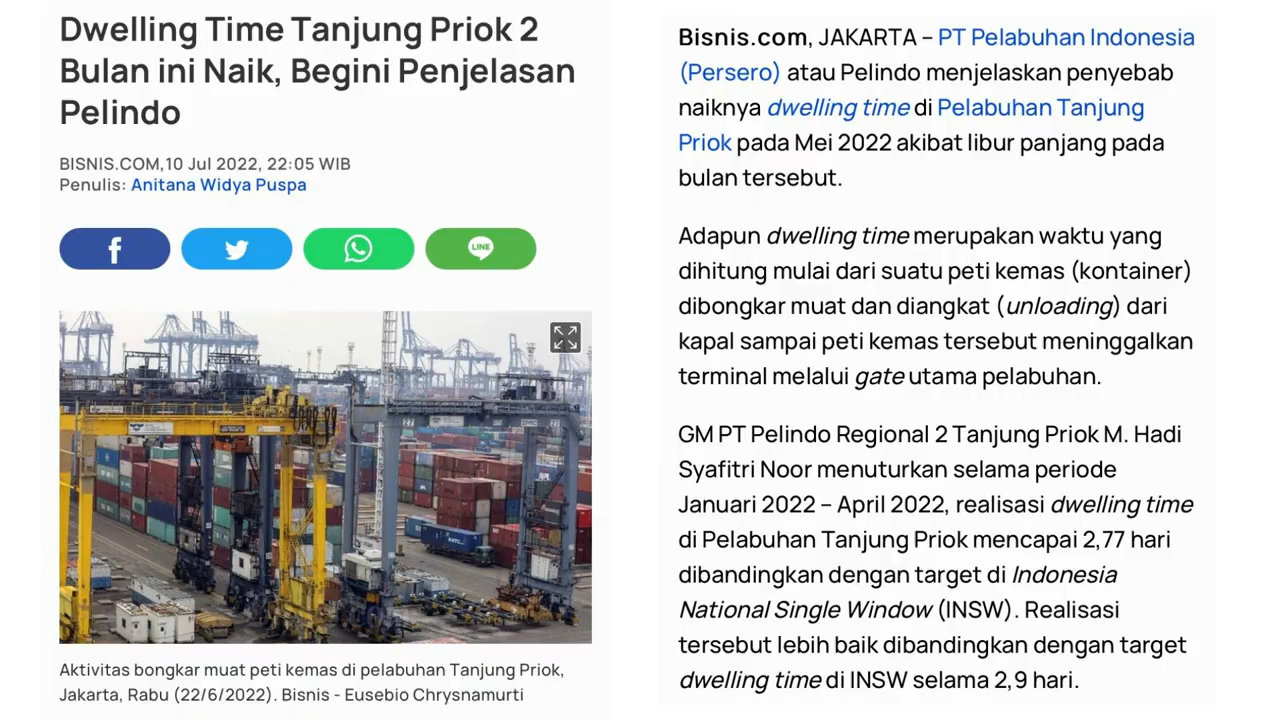 Dwelling Time Tanjung Priok 2
Bulan ini Naik, Begini Penjelasan
Pelindo
BISNIS.COM,10 Jul 2022, 22:05 WIB
Penulis: Anitana Widya Puspa
LINE
Aktivitas bongkar muat peti kemas di pelabuhan Tanjung Priok,
Jakarta, Rabu (22/6/2022). Bisnis - Eusebio Chrysnamurti
Bisnis.com, JAKARTA – PT Pelabuhan Indonesia
(Persero) atau Pelindo menjelaskan penyebab
naiknya dwelling time di Pelabuhan Tanjung
Priok pada Mei 2022 akibat libur panjang pada
bulan tersebut.
Adapun dwelling time merupakan waktu yang
dihitung mulai dari suatu peti kemas (kontainer)
dibongkar muat dan diangkat (unloading) dari
kapal sampai peti kemas tersebut meninggalkan
terminal melalui gate utama pelabuhan.
GM PT Pelindo Regional 2 Tanjung Priok M. Hadi
Syafitri Noor menuturkan selama periode
Januari 2022 – April 2022, realisasi dwelling time
di Pelabuhan Tanjung Priok mencapai 2,77 hari
dibandingkan dengan target di Indonesia
National Single Window (INSW). Realisasi
tersebut lebih baik dibandingkan dengan target
dwelling time di INSW selama 2,9 hari.